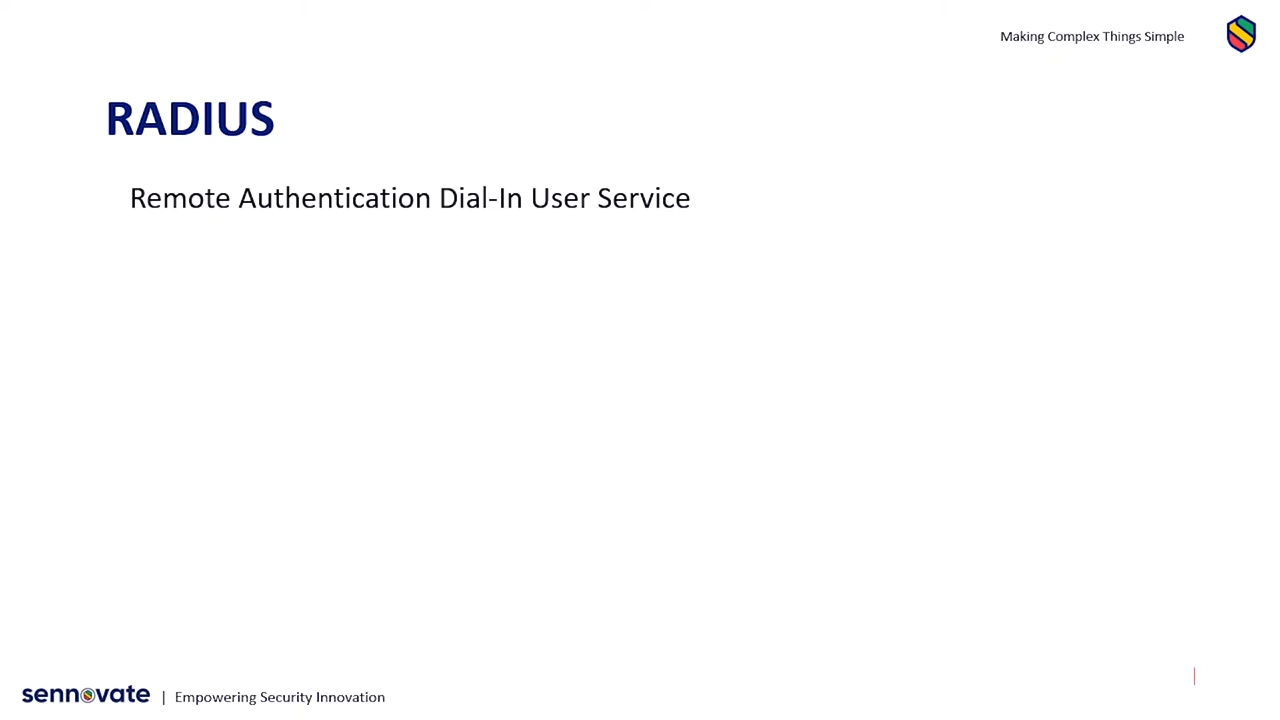 Making Complex Things Simple
RADIUS
Remote Authentication Dial-In User Service
sennovate | Empowering Security Innovation